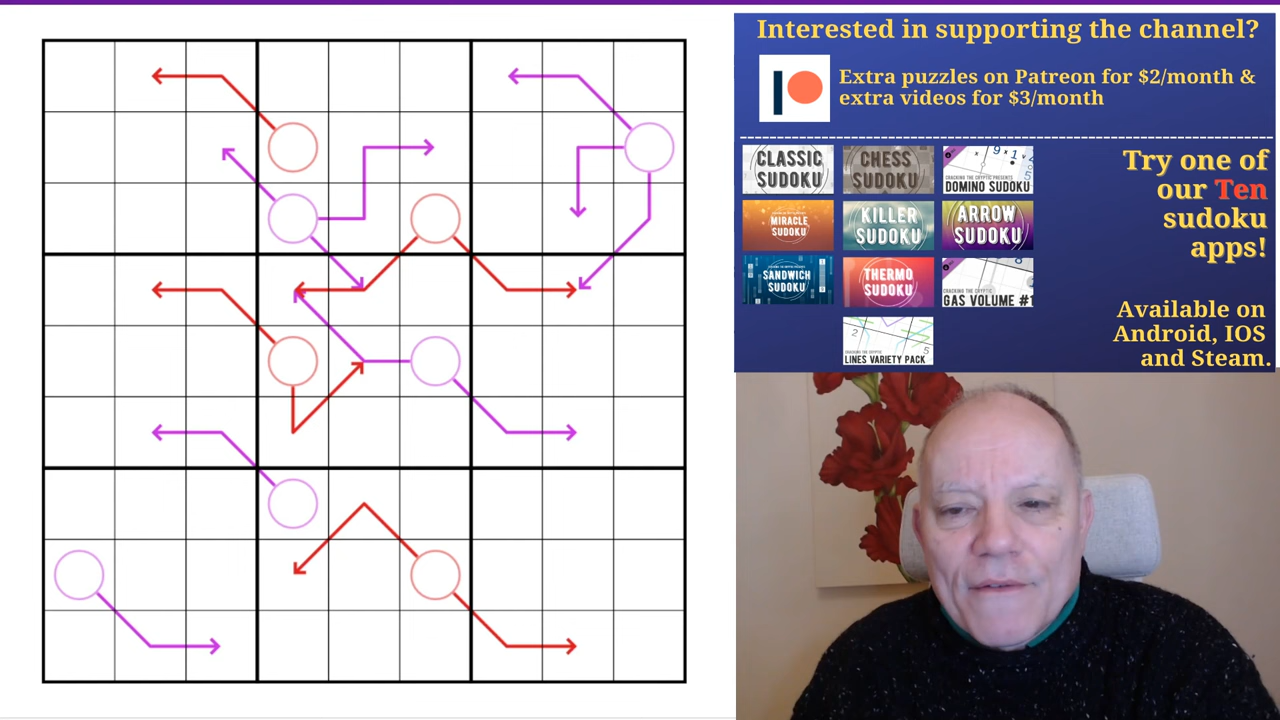 Interested in supporting the channel?
Extra puzzles on Patreon for $2/month &
extra videos for $3/month
CLASSIC
SUDOKU
CHESS
SUDOKU
DOMINO SUDOKU
MIRACLE
SUDOKU
KILLER
SUDOKU
ARROW
SUDOKU
SANDWICH
SUDOKU
THERMO
SUDOKU
GAS VOLUME #1
LINES VARIETY PACK
Try one of
our Ten
sudoku
apps!
Available on
Android, IOS
and Steam.